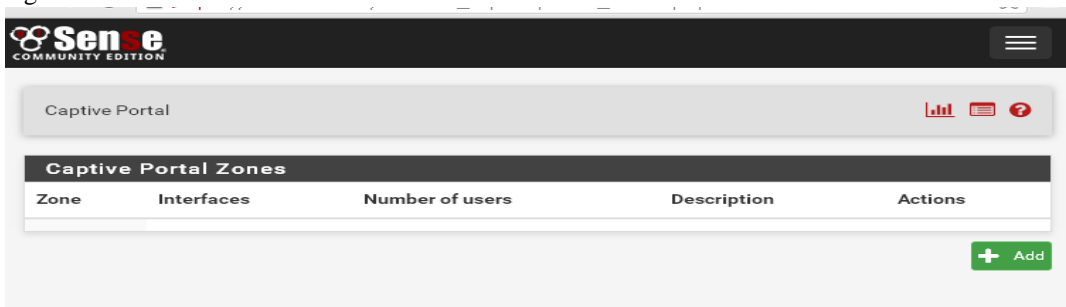 Sense
COMMUNITY EDITION
Captive Portal
Captive Portal Zones
Zone Interfaces Number of users Description Actions
Add